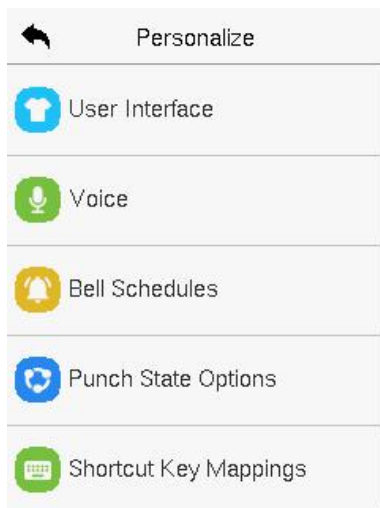 Personalize
User Interface
Voice
Bell Schedules
Punch State Options
Shortcut Key Mappings